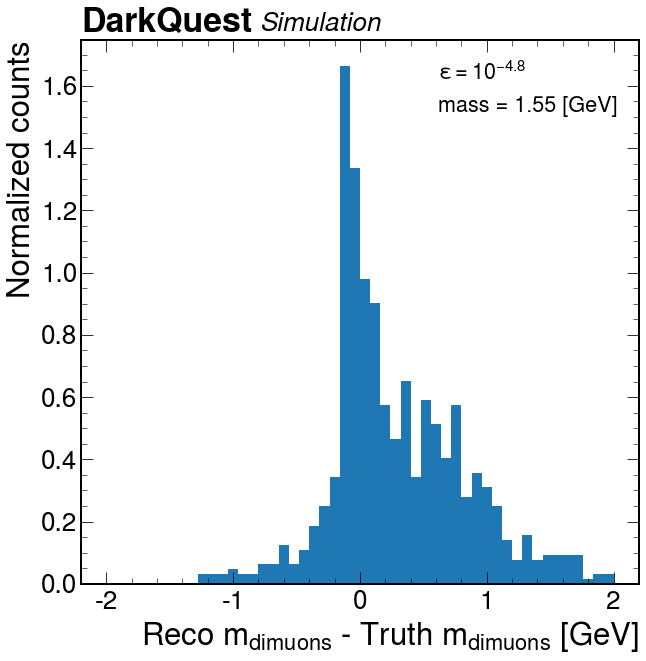 DarkQuest Simulation
ε = 10^−4.8
mass = 1.55 [GeV]
Normalized counts
1.6
1.4
1.2
1.0
0.8
0.6
0.4
0.2
0.0
-2 -1 0 1 2
Reco m_dimuons - Truth m_dimuons [GeV]